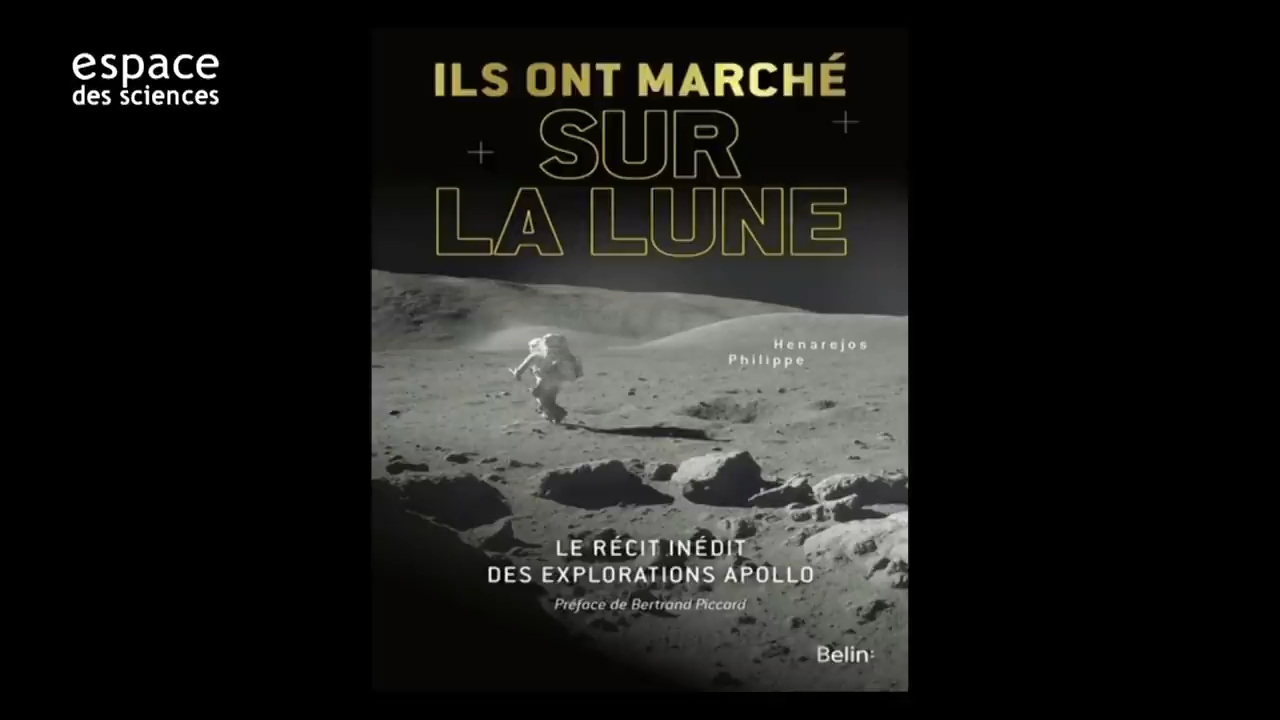 espace
des sciences
ILS ONT MARCHÉ
SUR
LA LUNE
Henarejos
Philippe
LE RÉCIT INÉDIT
DES EXPLORATIONS APOLLO
Préface de Bertrand Piccard
Belin: